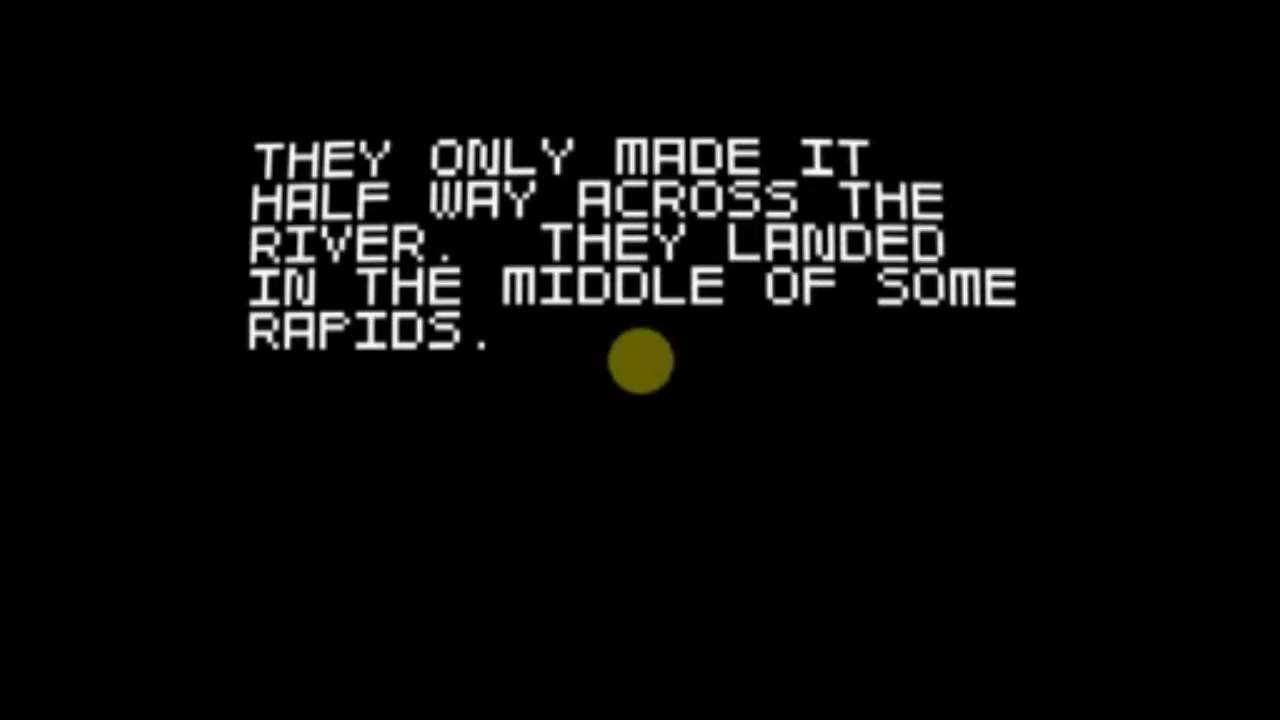 THEY ONLY MADE IT
HALF WAY ACROSS THE
RIVER.  THEY LANDED
IN THE MIDDLE OF SOME
RAPIDS.